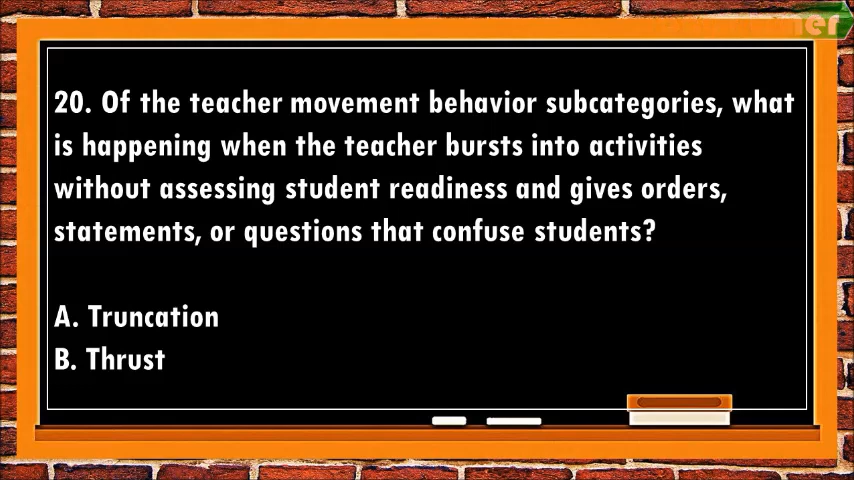 20. Of the teacher movement behavior subcategories, what
is happening when the teacher bursts into activities
without assessing student readiness and gives orders,
statements, or questions that confuse students?
A. Truncation
B. Thrust